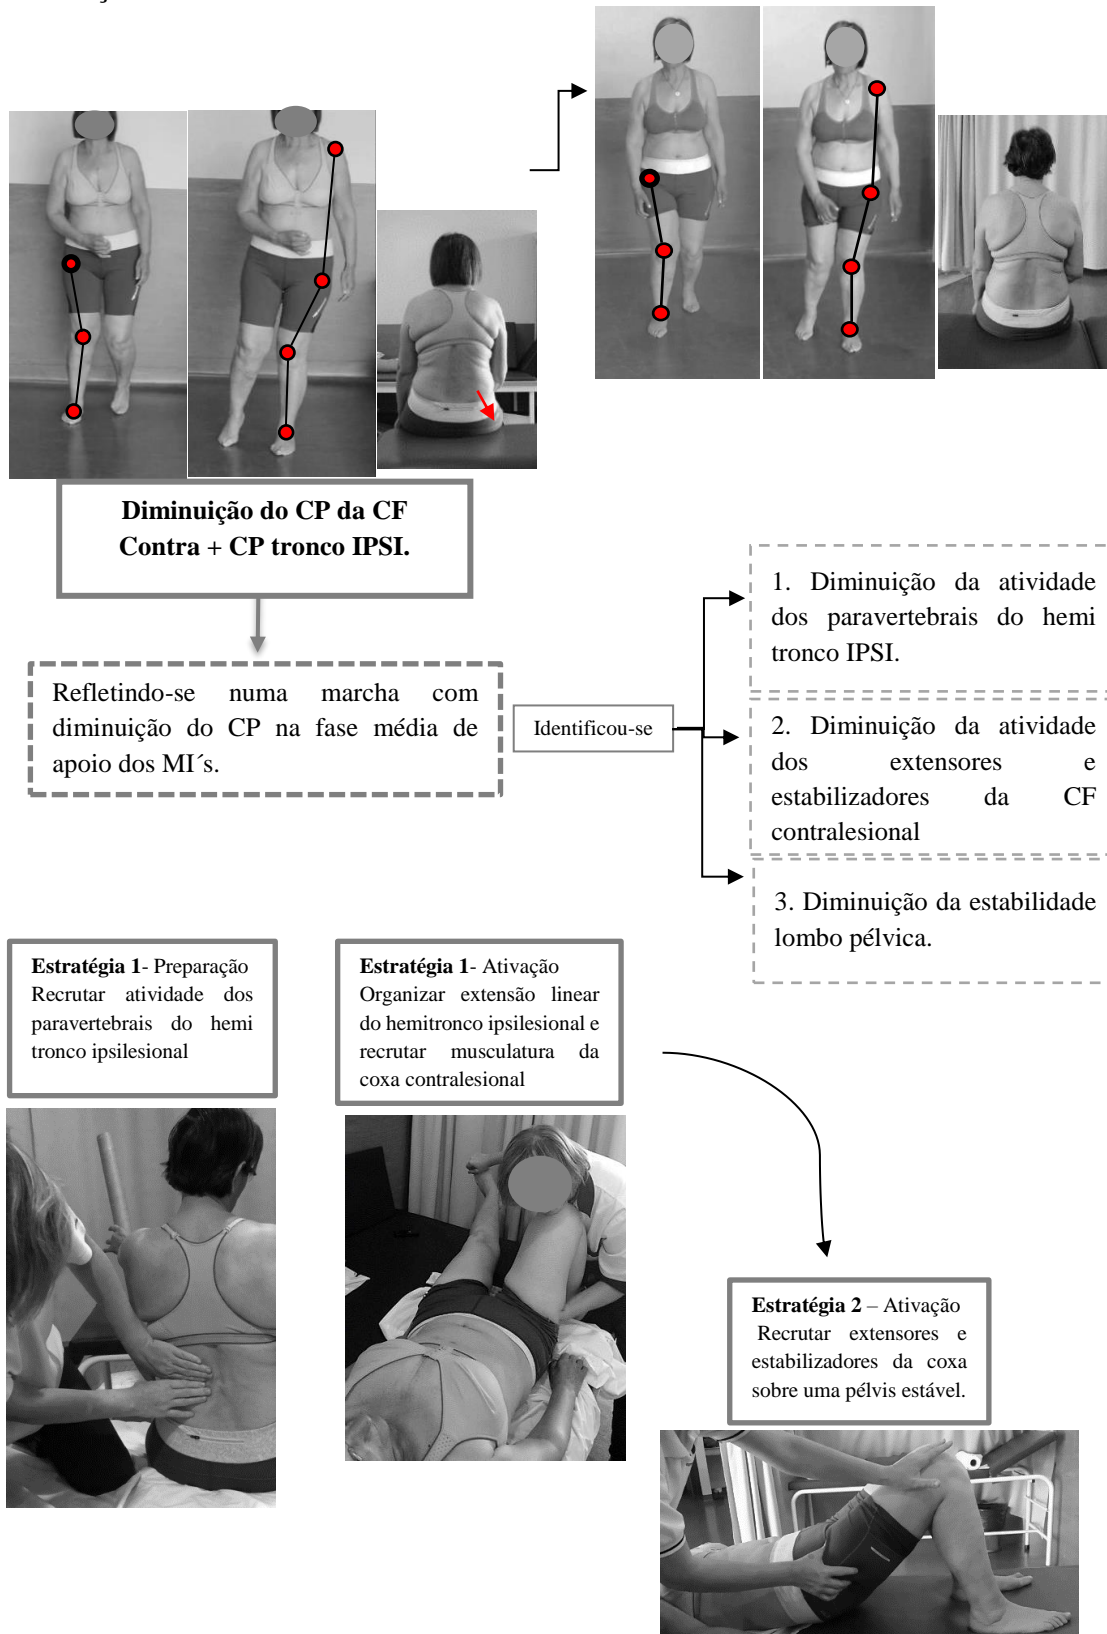 Diminuição do CP da CF
Contra + CP tronco IPSI.
Refletindo-se numa marcha com
diminuição do CP na fase média de
apoio dos MI´s.
Identificou-se
1. Diminuição da atividade
dos paravertebrais do hemi
tronco IPSI.
2. Diminuição da atividade
dos extensores e
estabilizadores da CF
contralesional
3. Diminuição da estabilidade
lombo pélvica.
Estratégia 1- Preparação
Recrutar atividade dos
paravertebrais do hemi
tronco ipsilesional
Estratégia 1- Ativação
Organizar extensão linear
do hemitronco ipsilesional e
recrutar musculatura da
coxa contralesional
Estratégia 2 – Ativação
Recrutar extensores e
estabilizadores da coxa
sobre uma pélvis estável.